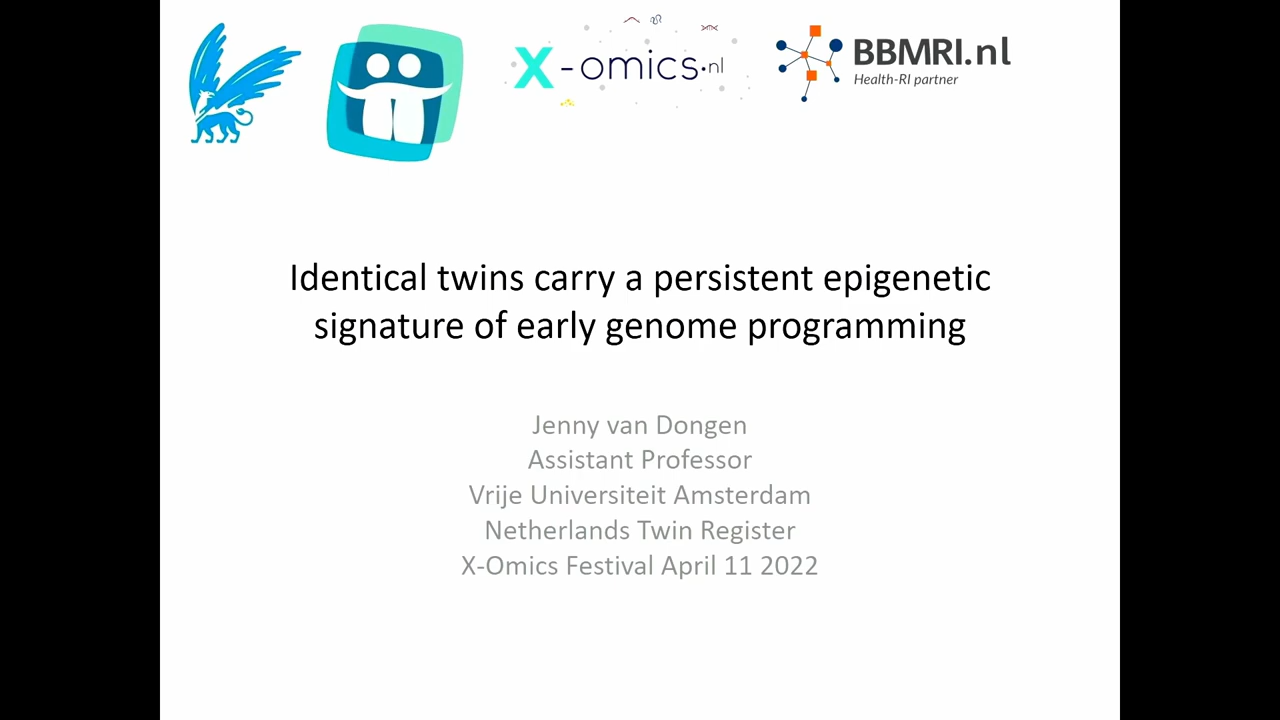 X-omics.nl
BBMRI.nl
Health-RI partner
Identical twins carry a persistent epigenetic
signature of early genome programming
Jenny van Dongen
Assistant Professor
Vrije Universiteit Amsterdam
Netherlands Twin Register
X-Omics Festival April 11 2022